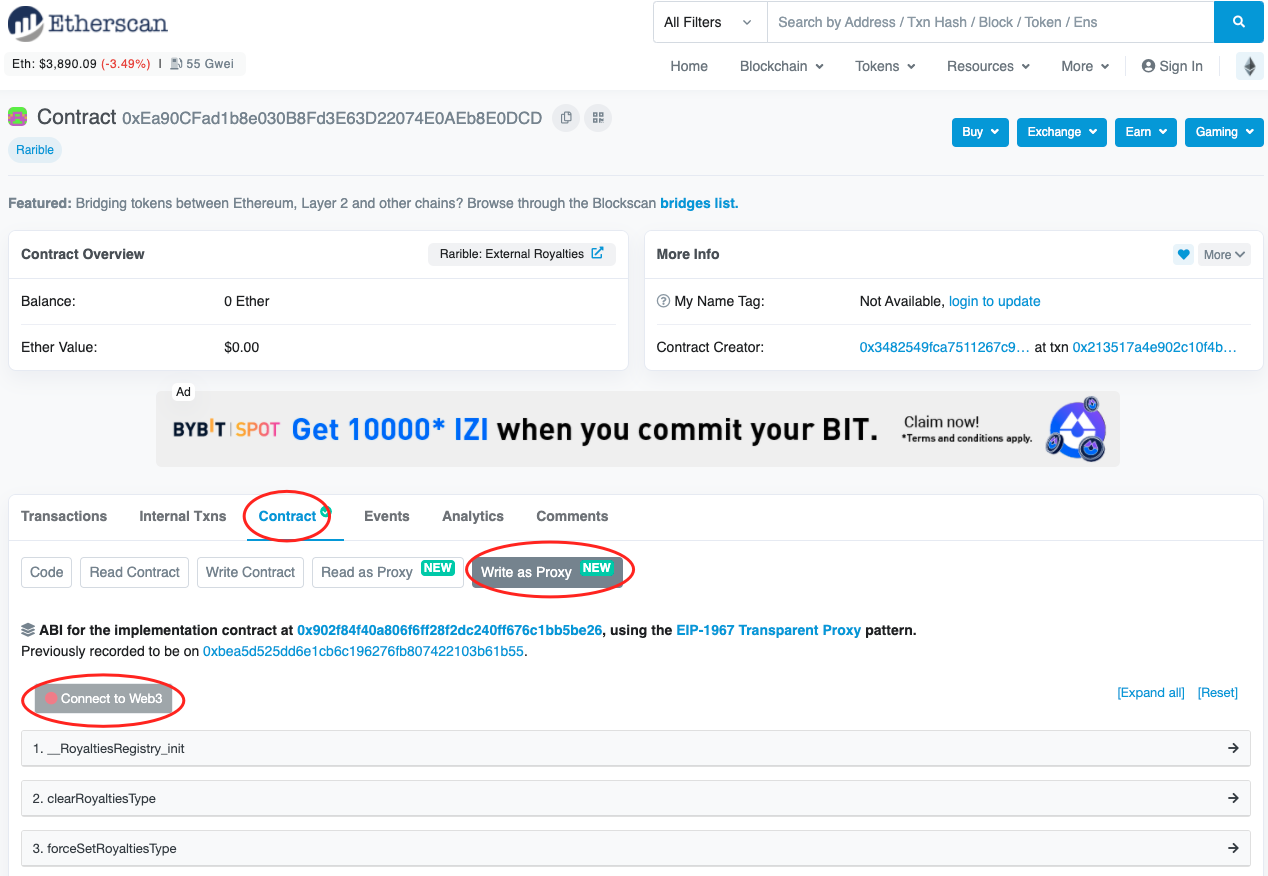 Etherscan
All Filters
Search by Address / Txn Hash / Block / Token / Ens
Eth: $3,890.09 (-3.49%) | 55 Gwei
Home Blockchain Tokens Resources More Sign In
Contract 0xEa90CFad1b8e030B8Fd3E63D22074E0AEb8E0DCD
Rarible
Buy Exchange Earn Gaming
Featured: Bridging tokens between Ethereum, Layer 2 and other chains? Browse through the Blockscan bridges list.
Contract Overview
Rarible: External Royalties
Balance: 0 Ether
Ether Value: $0.00
More Info
More
My Name Tag: Not Available, login to update
Contract Creator: 0x3482549fca7511267c9… at txn 0x213517a4e902c10f4b…
Ad
BYBIT | SPOT Get 10000* IZI when you commit your BIT.
Claim now!
*Terms and conditions apply.
Transactions Internal Txns Contract Events Analytics Comments
Code Read Contract Write Contract Read as Proxy NEW Write as Proxy NEW
ABI for the implementation contract at 0x902f84f40a806f6ff28f2dc240ff676c1bb5be26, using the EIP-1967 Transparent Proxy pattern.
Previously recorded to be on 0xbea5d525dd6e1cb6c196276fb807422103b61b55.
Connect to Web3
[Expand all] [Reset]
1. __RoyaltiesRegistry_init
2. clearRoyaltiesType
3. forceSetRoyaltiesType